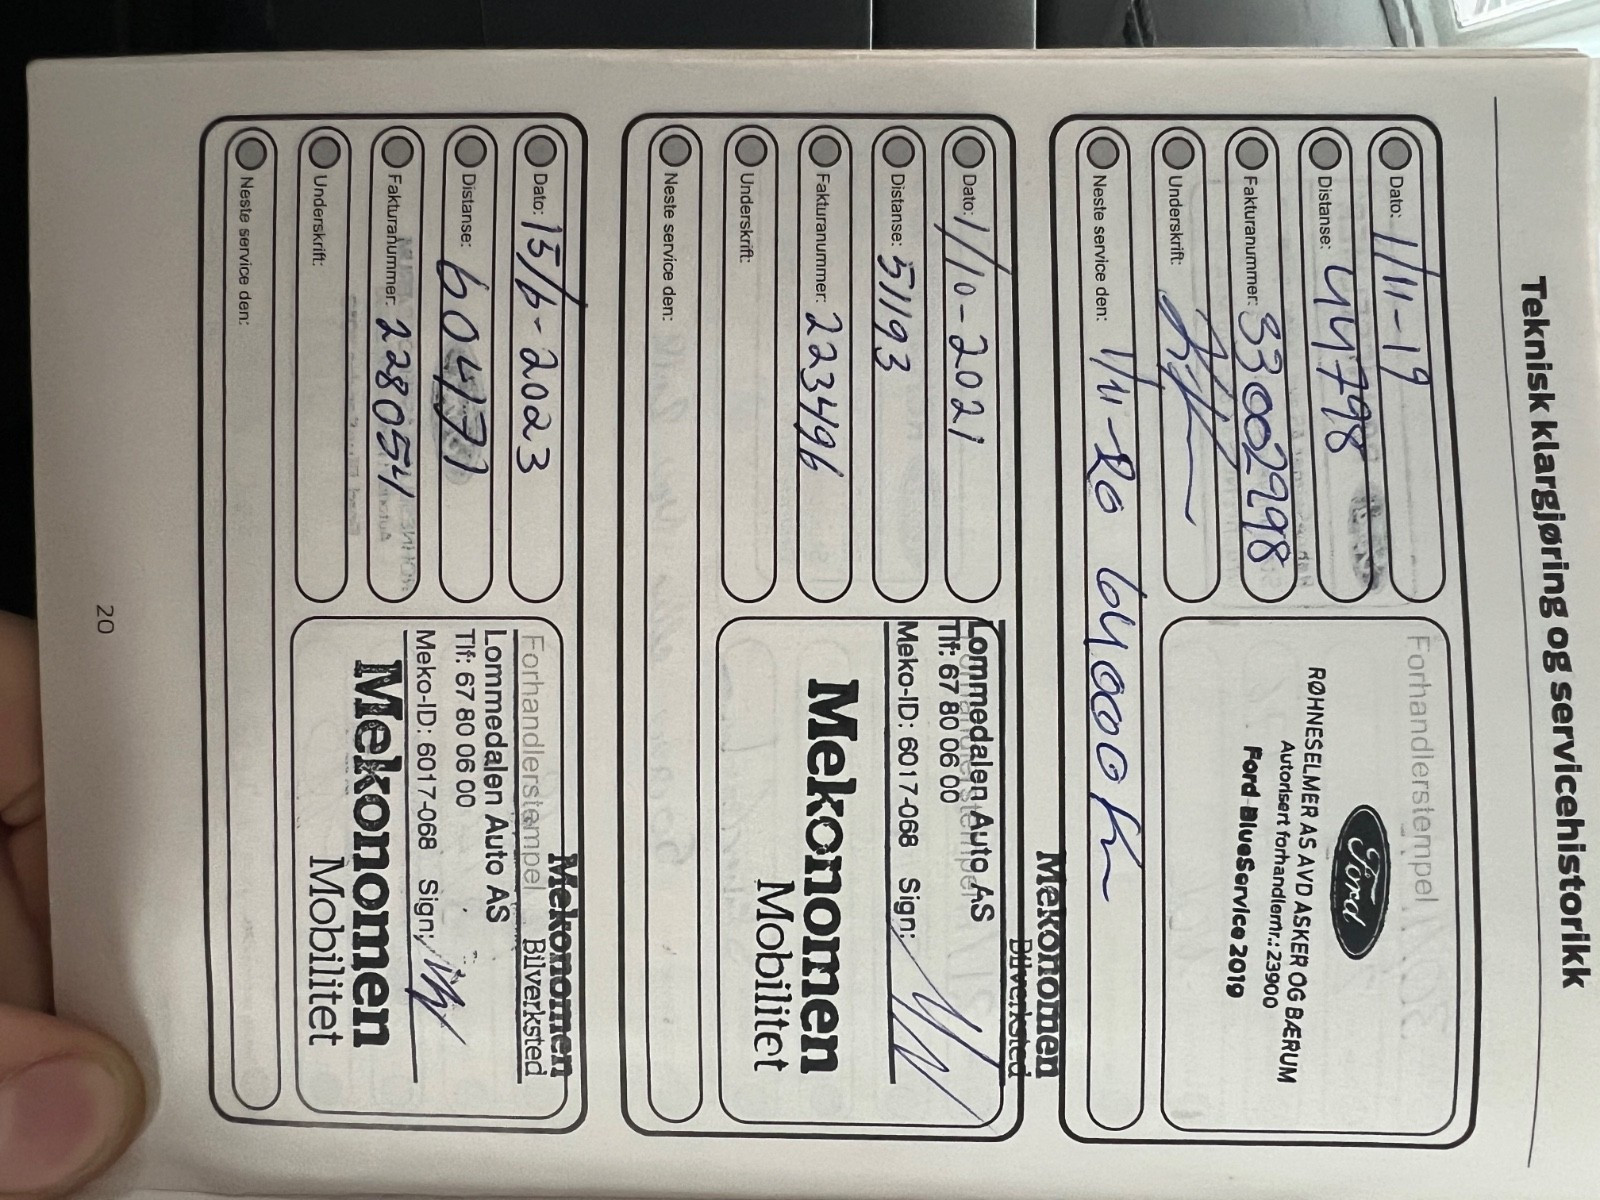 Teknisk klargjøring og servicehistorikk
Dato: 1/11-19
Distanse: 44798
Fakturanummer: 33002998
Underskrift:
Neste service den: 1/11-20 64000 k
Forhandlerstempel
Ford
RØHNESELMER AS AVD ASKER OG BÆRUM
Autorisert forhandlernr.: 23900
Ford BlueService 2019
Dato: 1/10-2021
Distanse: 51193
Fakturanummer: 223496
Underskrift:
Neste service den:
Mekonomen
Bilverksted
Forhandlerstempel
Lommedalen Auto AS
Tlf: 67 80 06 00
Meko-ID: 6017-068 Sign:
Mekonomen
Mobilitet
Dato: 15/6-2023
Distanse: 60471
Fakturanummer: 228054
Underskrift:
Neste service den:
Mekonomen
Bilverksted
Forhandlerstempel
Lommedalen Auto AS
Tlf: 67 80 06 00
Meko-ID: 6017-068 Sign:
Mekonomen
Mobilitet
20